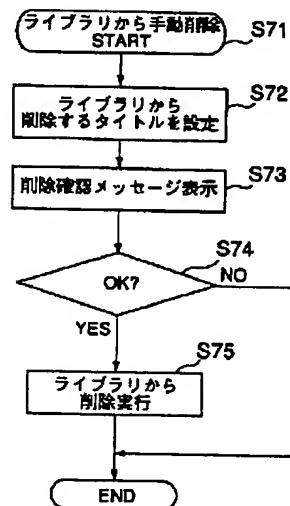 ライブラリから手動削除
START
S71
ライブラリから
削除するタイトルを設定
S72
削除確認メッセージ表示
S73
OK?
S74
NO
YES
ライブラリから
削除実行
S75
END